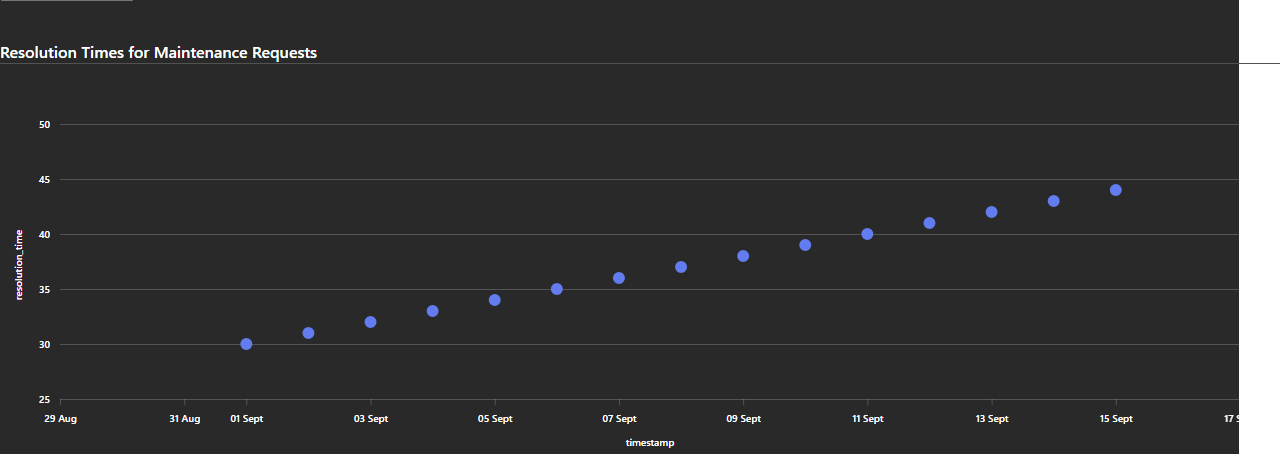 Resolution Times for Maintenance Requests
50
45
40
35
30
25
resolution_time
29 Aug 31 Aug 01 Sept 03 Sept 05 Sept 07 Sept 09 Sept 11 Sept 13 Sept 15 Sept 17 S
timestamp